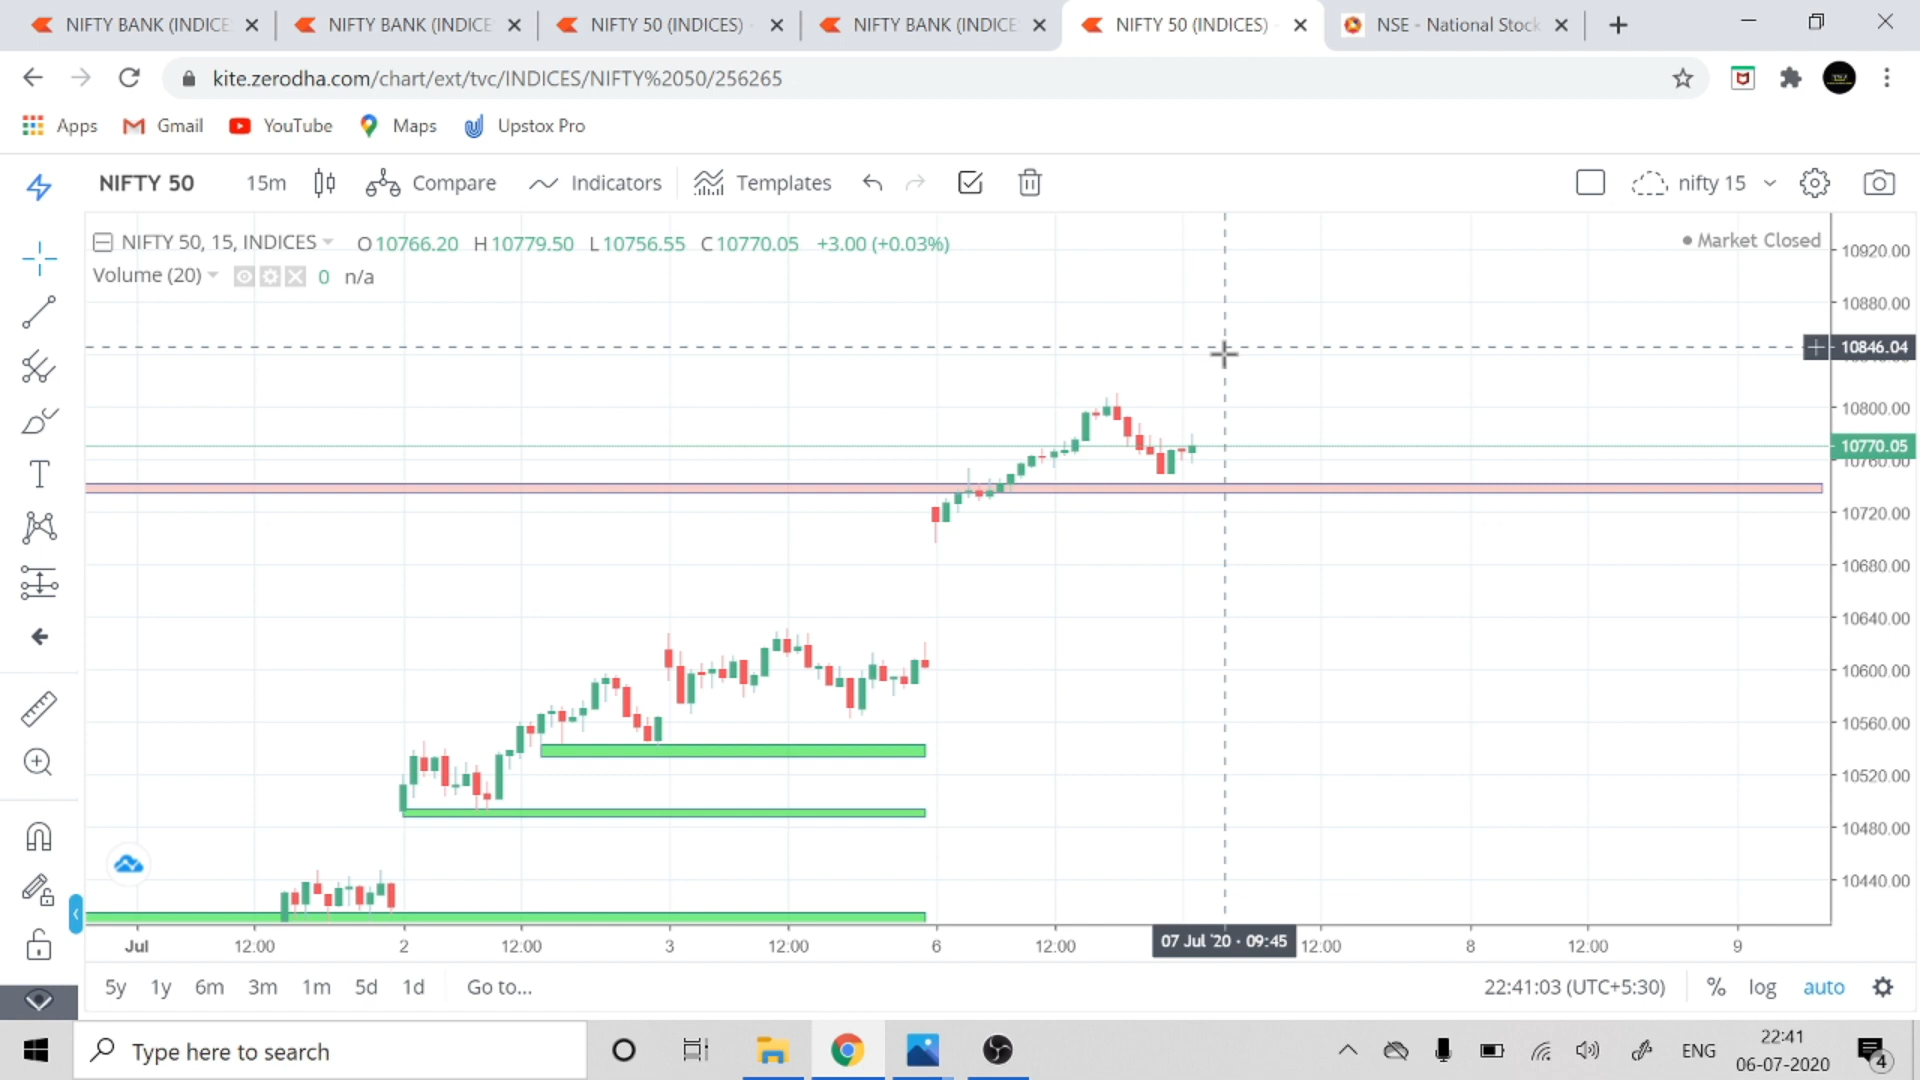 NIFTY BANK (INDICE
NIFTY BANK (INDICE
NIFTY 50 (INDICES)
NIFTY BANK (INDICE
NIFTY 50 (INDICES)
NSE - National Stock
kite.zerodha.com/chart/ext/tvc/INDICES/NIFTY%2050/256265
Apps
Gmail
YouTube
Maps
Upstox Pro
NIFTY 50
15m
Compare
Indicators
Templates
nifty 15
NIFTY 50, 15, INDICES
O 10766.20 H 10779.50 L 10756.55 C 10770.05 +3.00 (+0.03%)
Market Closed
Volume (20)
0 n/a
10920.00
10880.00
10846.04
10800.00
10770.05
10760.00
10720.00
10680.00
10640.00
10600.00
10560.00
10520.00
10480.00
10440.00
Jul
12:00
2
12:00
3
12:00
6
12:00
07 Jul '20 · 09:45
12:00
8
12:00
9
5y 1y 6m 3m 1m 5d 1d
Go to...
22:41:03 (UTC+5:30)
%
log
auto
Type here to search
ENG
22:41
06-07-2020
4